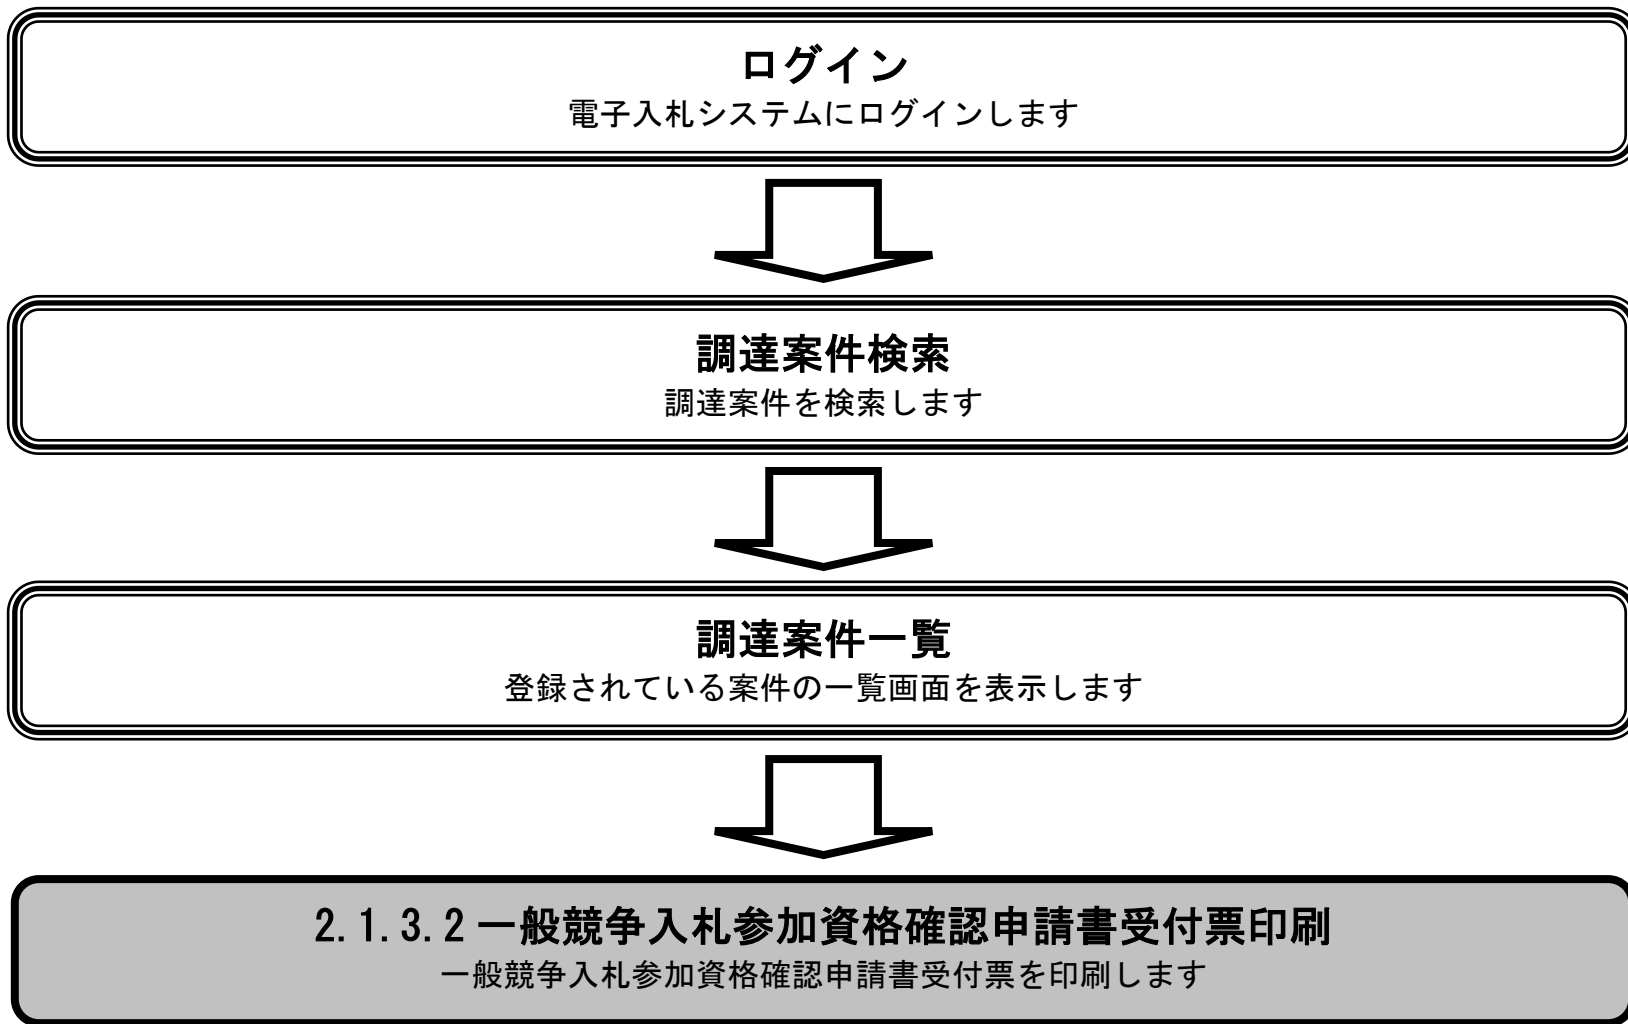 ログイン
電子入札システムにログインします
調達案件検索
調達案件を検索します
調達案件一覧
登録されている案件の一覧画面を表示します
2.1.3.2 一般競争入札参加資格確認申請書受付票印刷
一般競争入札参加資格確認申請書受付票を印刷します